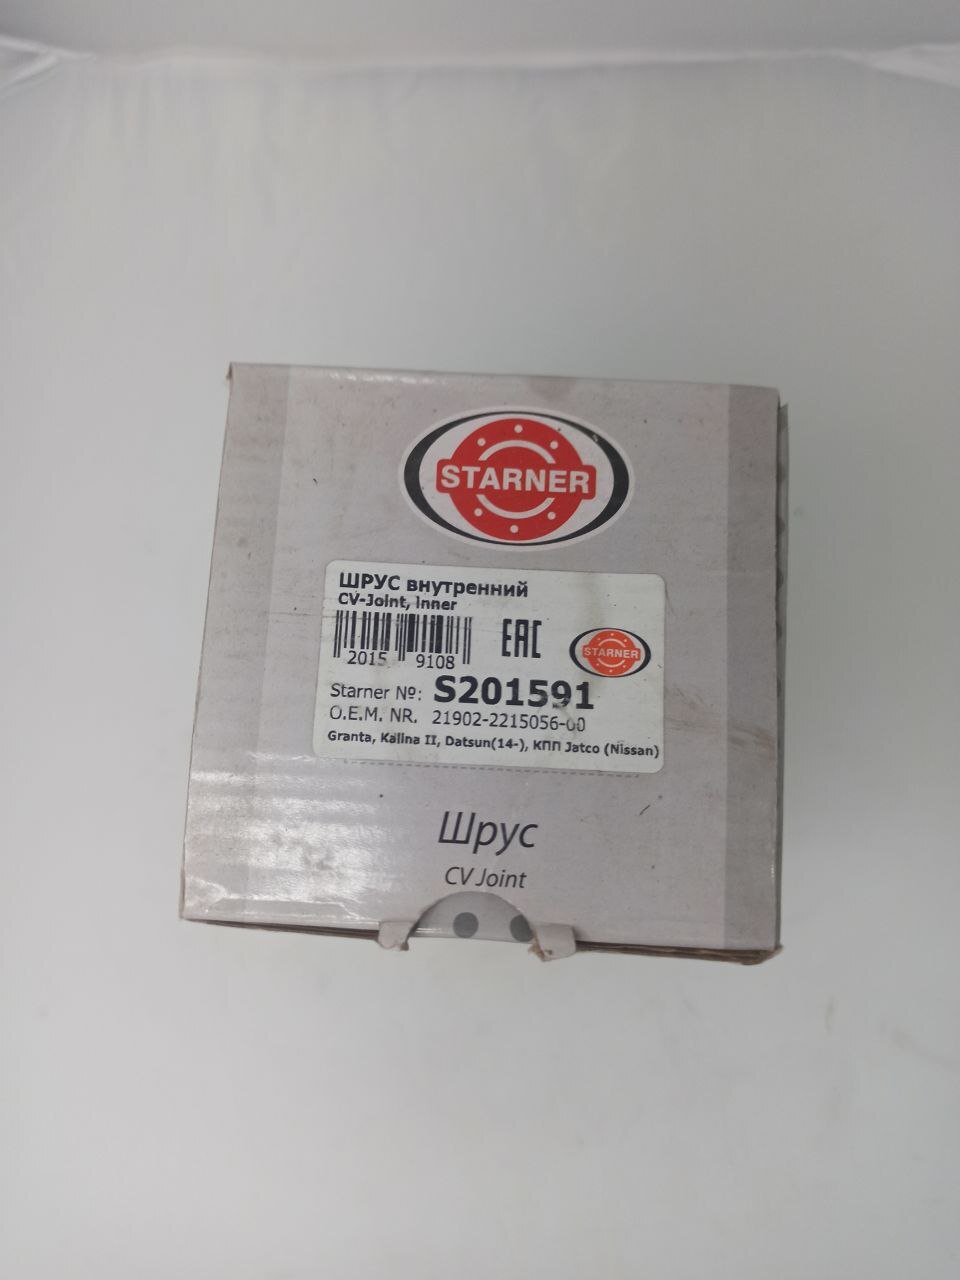 STARNER
ШРУС внутренний
CV-Joint, Inner
EAC
2015 9108
STARNER
Starner №: S201591
O.E.M. NR. 21902-2215056-00
Granta, Kalina II, Datsun(14-), КПП Jatco (Nissan)
Шрус
CV Joint